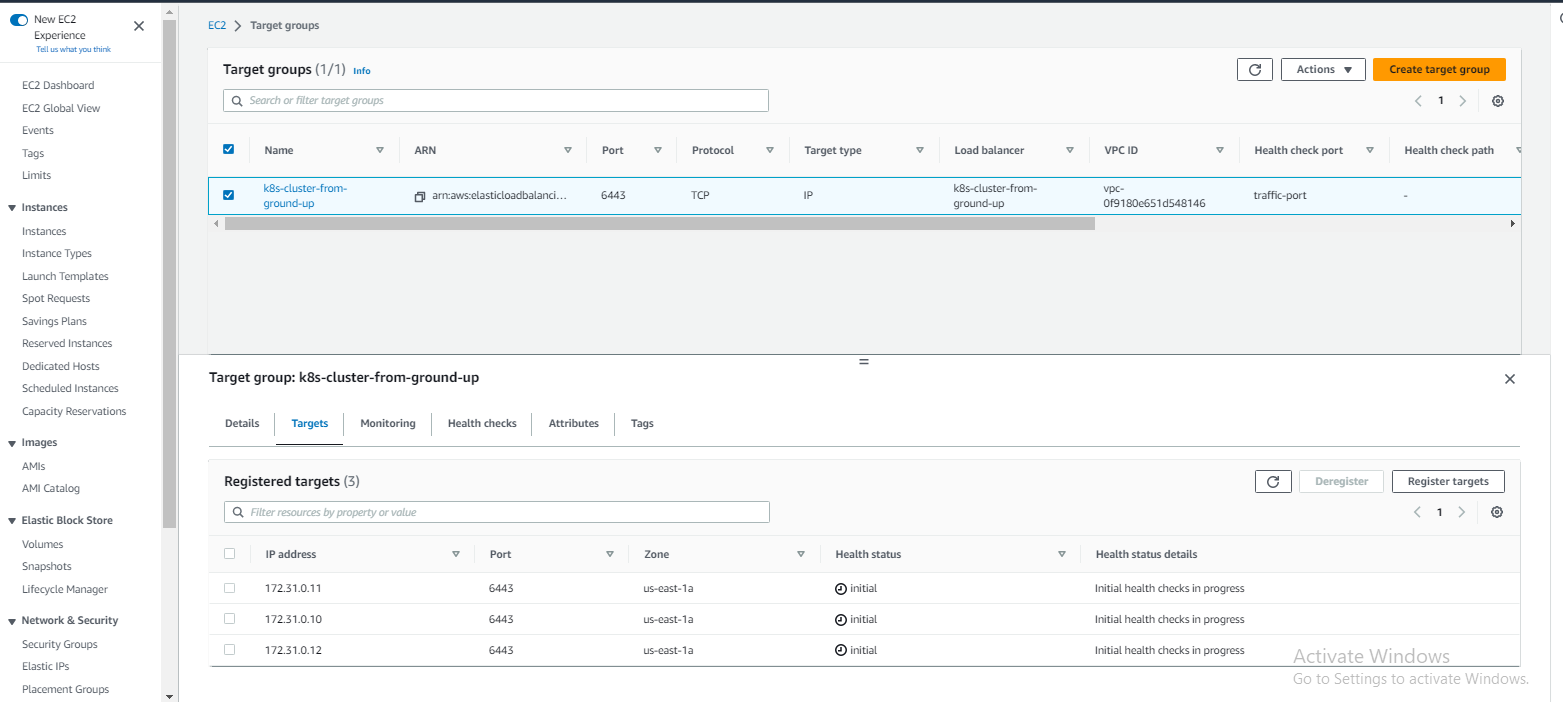 New EC2
Experience
Tell us what you think
EC2 Dashboard
EC2 Global View
Events
Tags
Limits
Instances
Instances
Instance Types
Launch Templates
Spot Requests
Savings Plans
Reserved Instances
Dedicated Hosts
Scheduled Instances
Capacity Reservations
Images
AMIs
AMI Catalog
Elastic Block Store
Volumes
Snapshots
Lifecycle Manager
Network & Security
Security Groups
Elastic IPs
Placement Groups
EC2 > Target groups
Target groups (1/1) Info
Actions
Create target group
Search or filter target groups
1
Name ARN Port Protocol Target type Load balancer VPC ID Health check port Health check path
k8s-cluster-from-ground-up arn:aws:elasticloadbalanci... 6443 TCP IP k8s-cluster-from-ground-up vpc-0f9180e651d548146 traffic-port -
Target group: k8s-cluster-from-ground-up
Details Targets Monitoring Health checks Attributes Tags
Registered targets (3)
Deregister Register targets
Filter resources by property or value
1
IP address Port Zone Health status Health status details
172.31.0.11 6443 us-east-1a initial Initial health checks in progress
172.31.0.10 6443 us-east-1a initial Initial health checks in progress
172.31.0.12 6443 us-east-1a initial Initial health checks in progress
Activate Windows
Go to Settings to activate Windows.